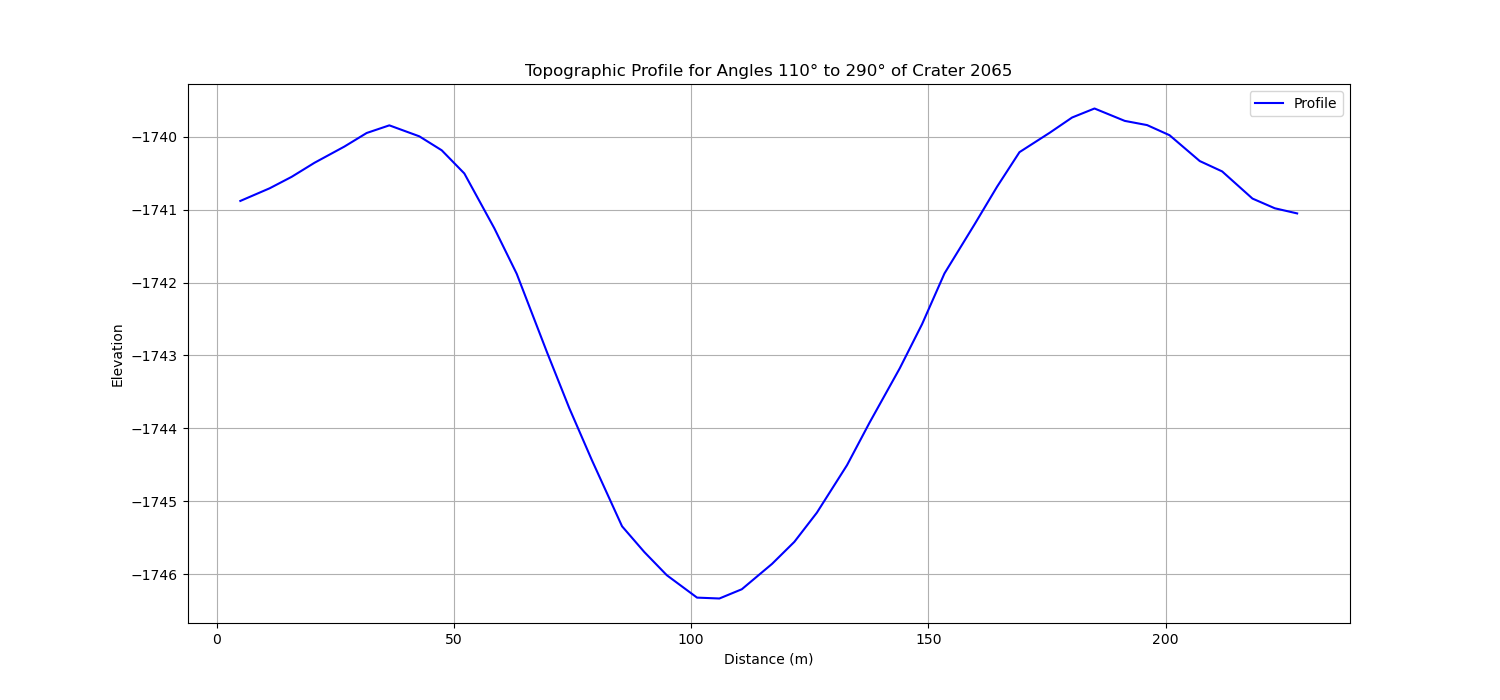 Topographic Profile for Angles 110° to 290° of Crater 2065
Profile
−1740
−1741
−1742
−1743
−1744
−1745
−1746
Elevation
0 50 100 150 200
Distance (m)